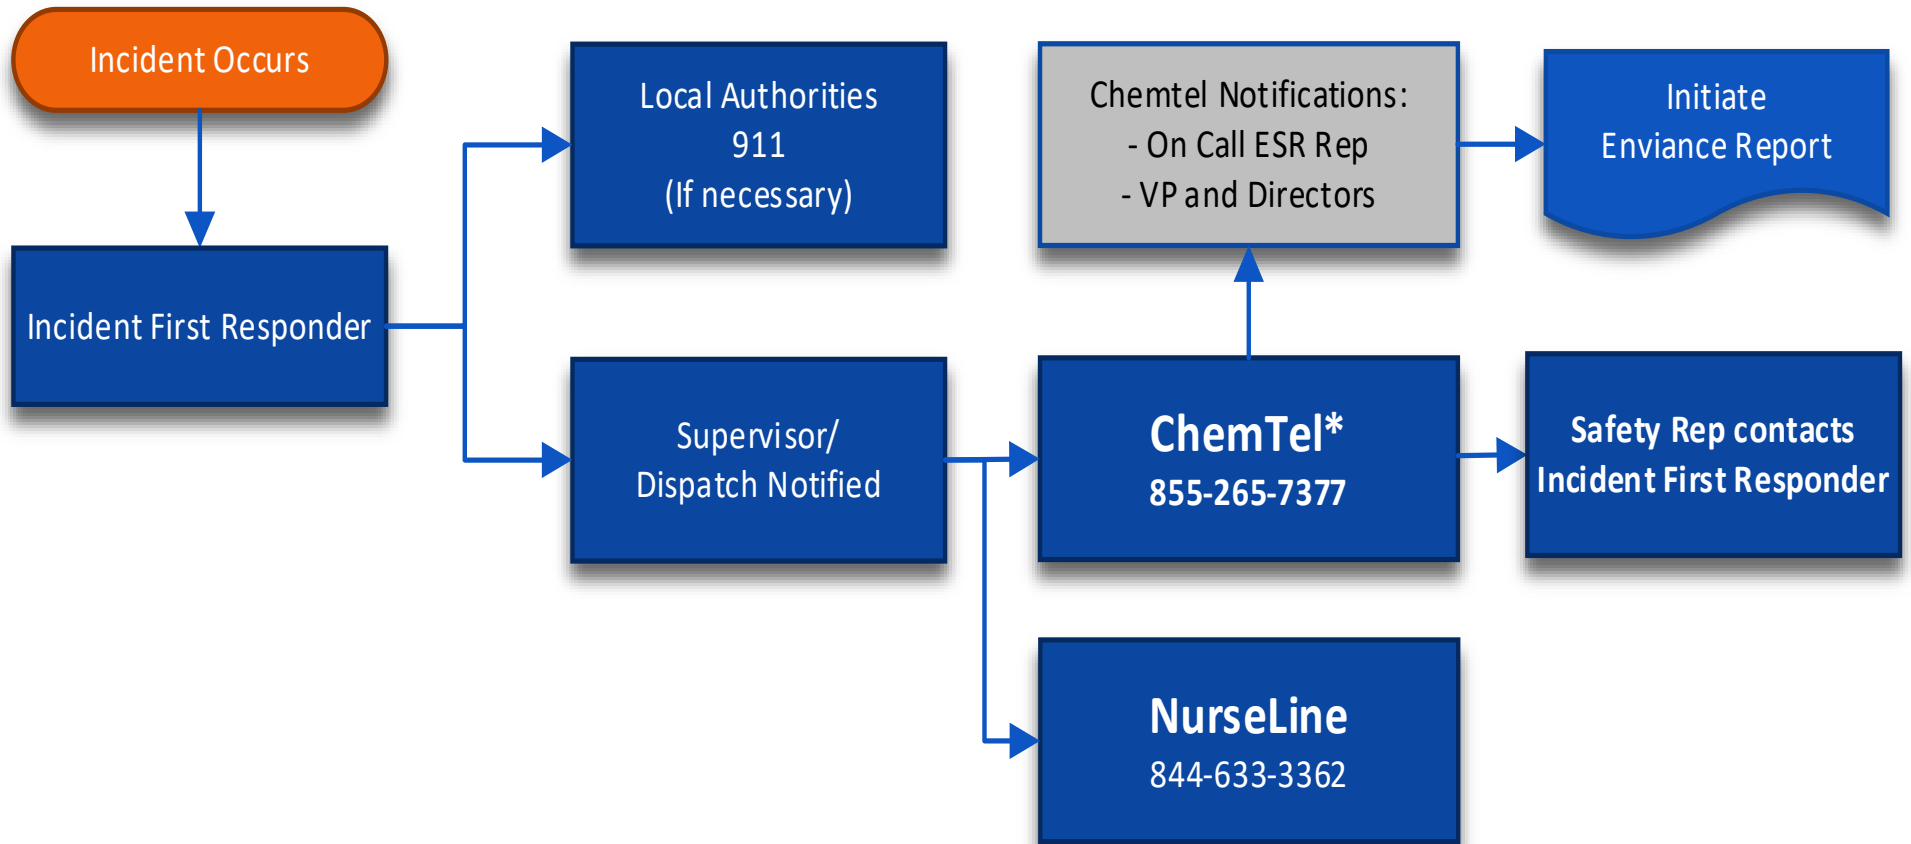 Incident Occurs
Incident First Responder
Local Authorities
911
(If necessary)
Supervisor/
Dispatch Notified
Chemtel Notifications:
- On Call ESR Rep
- VP and Directors
Initiate
Enviance Report
ChemTel*
855-265-7377
Safety Rep contacts
Incident First Responder
NurseLine
844-633-3362